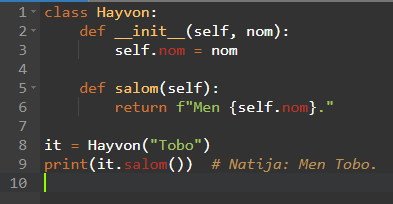 1 class Hayvon:
2     def __init__(self, nom):
3         self.nom = nom
4
5     def salom(self):
6         return f"Men {self.nom}."
7
8 it = Hayvon("Tobo")
9 print(it.salom())  # Natija: Men Tobo.
10